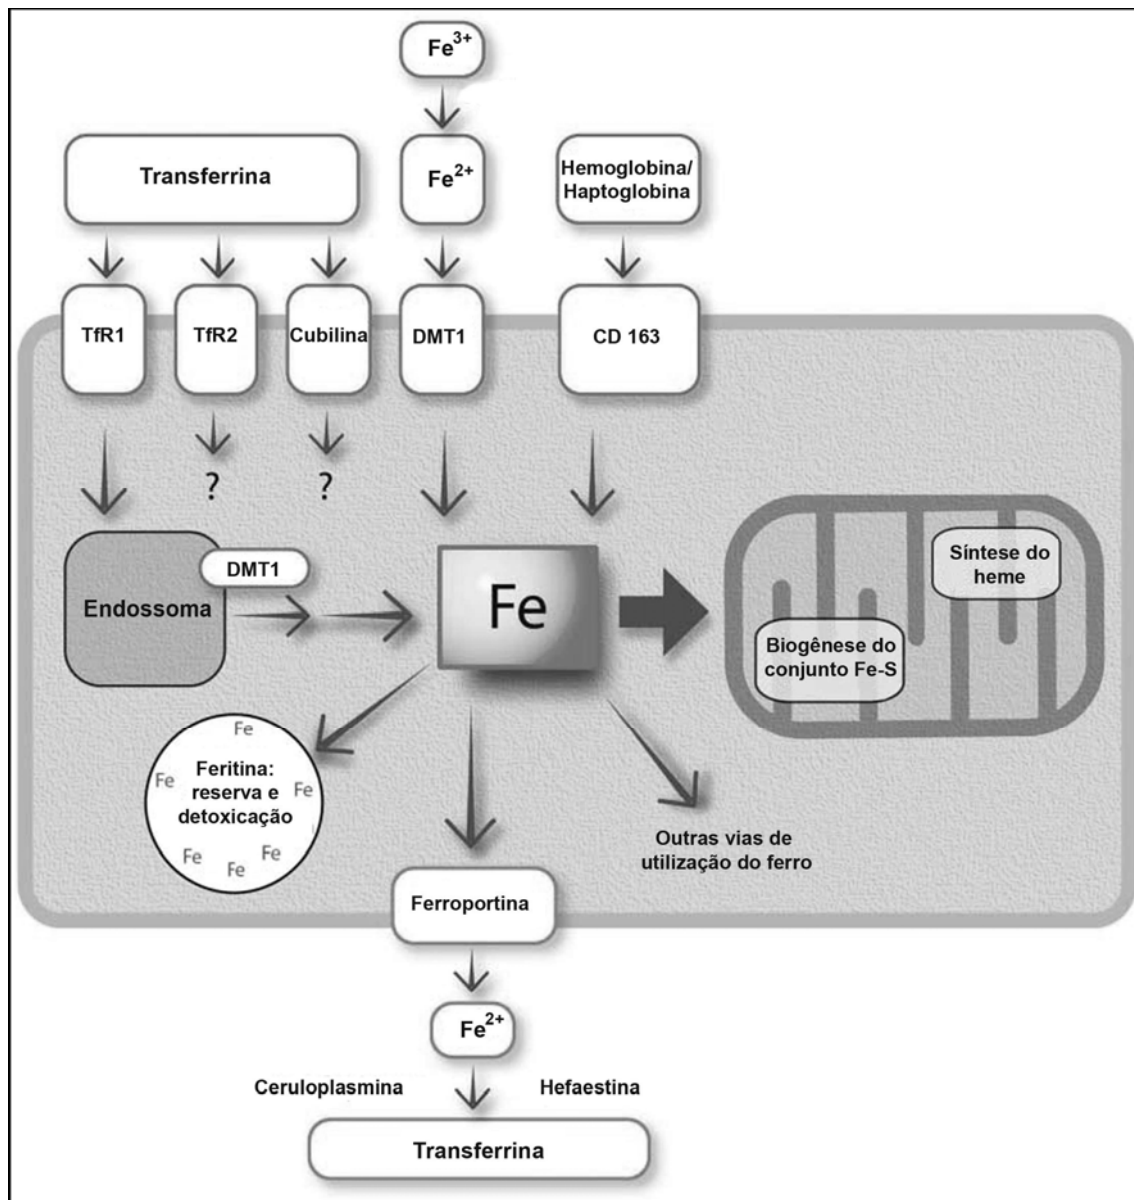 Fe3+
Transferrina
Fe2+
Hemoglobina/
Haptoglobina
TfR1
TfR2
Cubilina
DMT1
CD 163
?
?
Endossoma
DMT1
Fe
Síntese do
heme
Biogênese do
conjunto Fe-S
Fe
Fe
Feritina:
reserva e
detoxicação
Fe
Fe
Fe
Fe
Outras vias de
utilização do ferro
Ferroportina
Fe2+
Ceruloplasmina
Hefaestina
Transferrina